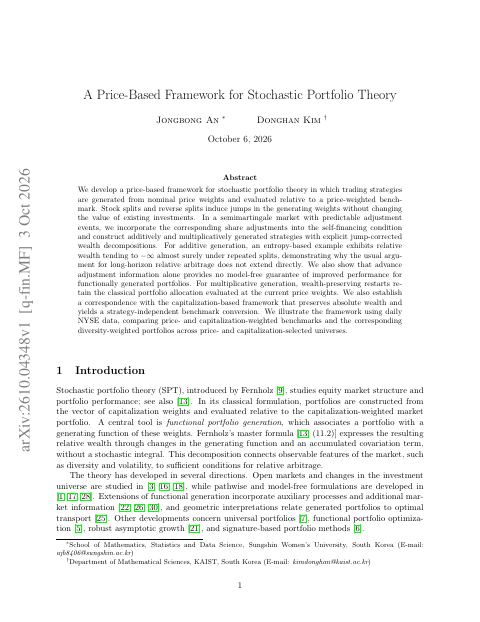 A Price-Based Framework for Stochastic Portfolio Theory
Jongbong An * Donghan Kim †
October 6, 2026
Abstract
We develop a price-based framework for stochastic portfolio theory in which trading strategies
are generated from nominal price weights and evaluated relative to a price-weighted bench-
mark. Stock splits and reverse splits induce jumps in the generating weights without changing
the value of existing investments. In a semimartingale market with predictable adjustment
events, we incorporate the corresponding share adjustments into the self-financing condition
and construct additively and multiplicatively generated strategies with explicit jump-corrected
wealth decompositions. For additive generation, an entropy-based example exhibits relative
wealth tending to −∞ almost surely under repeated splits, demonstrating why the usual argu-
ment for long-horizon relative arbitrage does not extend directly. We also show that advance
adjustment information alone provides no model-free guarantee of improved performance for
functionally generated portfolios. For multiplicative generation, wealth-preserving restarts re-
tain the classical portfolio allocation evaluated at the current price weights. We also establish
a correspondence with the capitalization-based framework that preserves absolute wealth and
yields a strategy-independent benchmark conversion. We illustrate the framework using daily
NYSE data, comparing price- and capitalization-weighted benchmarks and the corresponding
diversity-weighted portfolios across price- and capitalization-selected universes.
arXiv:2610.04348v1 [q-fin.MF] 3 Oct 2026
1 Introduction
Stochastic portfolio theory (SPT), introduced by Fernholz [9], studies equity market structure and
portfolio performance; see also [13]. In its classical formulation, portfolios are constructed from
the vector of capitalization weights and evaluated relative to the capitalization-weighted market
portfolio. A central tool is functional portfolio generation, which associates a portfolio with a
generating function of these weights. Fernholz's master formula [13, (11.2)] expresses the resulting
relative wealth through changes in the generating function and an accumulated covariation term,
without a stochastic integral. This decomposition connects observable features of the market, such
as diversity and volatility, to sufficient conditions for relative arbitrage.
The theory has developed in several directions. Open markets and changes in the investment
universe are studied in [3, 16, 18], while pathwise and model-free formulations are developed in
[1, 17, 28]. Extensions of functional generation incorporate auxiliary processes and additional mar-
ket information [22, 26, 30], and geometric interpretations relate generated portfolios to optimal
transport [25]. Other developments concern universal portfolios [7], functional portfolio optimiza-
tion [5], robust asymptotic growth [21], and signature-based portfolio methods [6].
*School of Mathematics, Statistics and Data Science, Sungshin Women's University, South Korea (E-mail:
ajb8406@sungshin.ac.kr)
†Department of Mathematical Sciences, KAIST, South Korea (E-mail: kimdonghan@kaist.ac.kr)
1